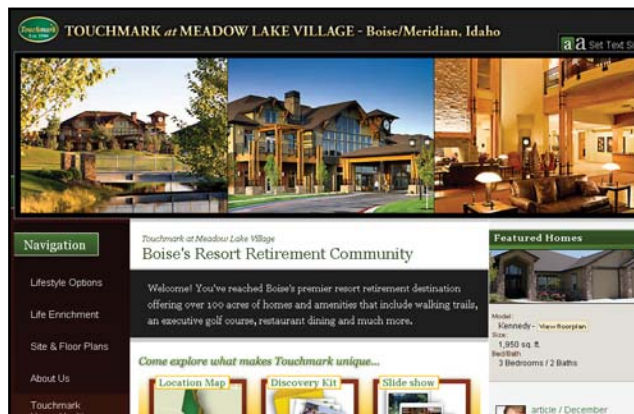 Touchmark
TOUCHMARK at MEADOW LAKE VILLAGE - Boise/Meridian, Idaho
aa Set Text
Navigation
Lifestyle Options
Life Enrichment
Site & Floor Plans
About Us
Touchmark
Touchmark at Meadow Lake Village
Boise's Resort Retirement Community
Welcome! You've reached Boise's premier resort retirement destination
offering over 100 acres of homes and amenities that include walking trails,
an executive golf course, restaurant dining and much more.
Come explore what makes Touchmark unique...
Location Map
Discovery Kit
Slide show
Featured Homes
Model:
Kennedy - View floorplan
Size:
1,950 sq. ft.
Bed/Bath
3 Bedrooms / 2 Baths
article / December